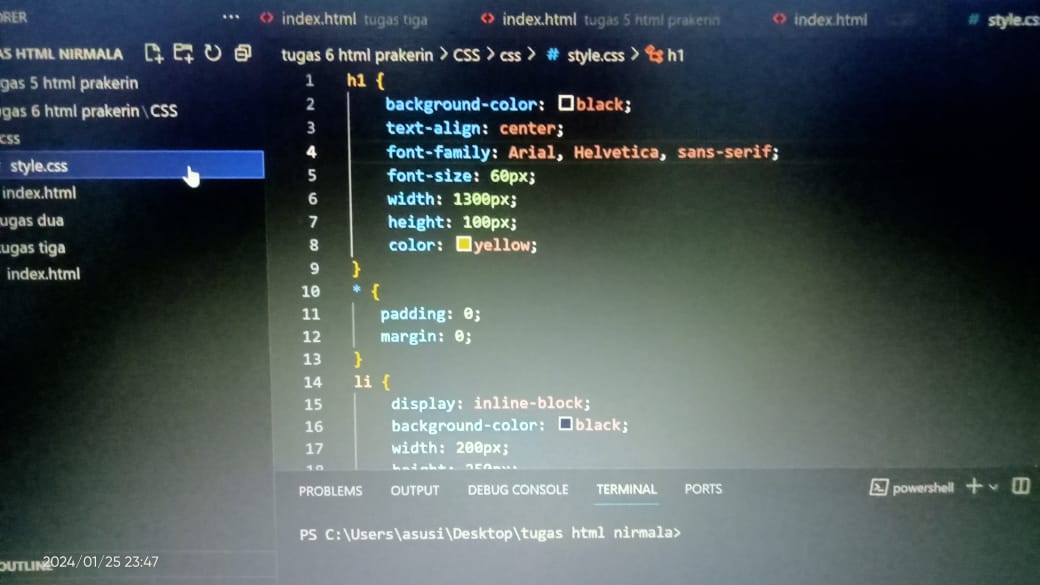 ORER
...
index.html tugas tiga
index.html tugas 5 html prakerin
index.html
# style.cs
AS HTML NIRMALA
tugas 6 html prakerin > CSS > css > # style.css > h1
gas 5 html prakerin
gas 6 html prakerin \ CSS
css
style.css
index.html
ugas dua
ugas tiga
index.html
1 h1 {
2 background-color: black;
3 text-align: center;
4 font-family: Arial, Helvetica, sans-serif;
5 font-size: 60px;
6 width: 1300px;
7 height: 100px;
8 color: yellow;
9 }
10 * {
11 padding: 0;
12 margin: 0;
13 }
14 li {
15 display: inline-block;
16 background-color: black;
17 width: 200px;
18 height: 250px;
PROBLEMS OUTPUT DEBUG CONSOLE TERMINAL PORTS
powershell
PS C:\Users\asusi\Desktop\tugas html nirmala>
OUTLINE
2024/01/25 23:47